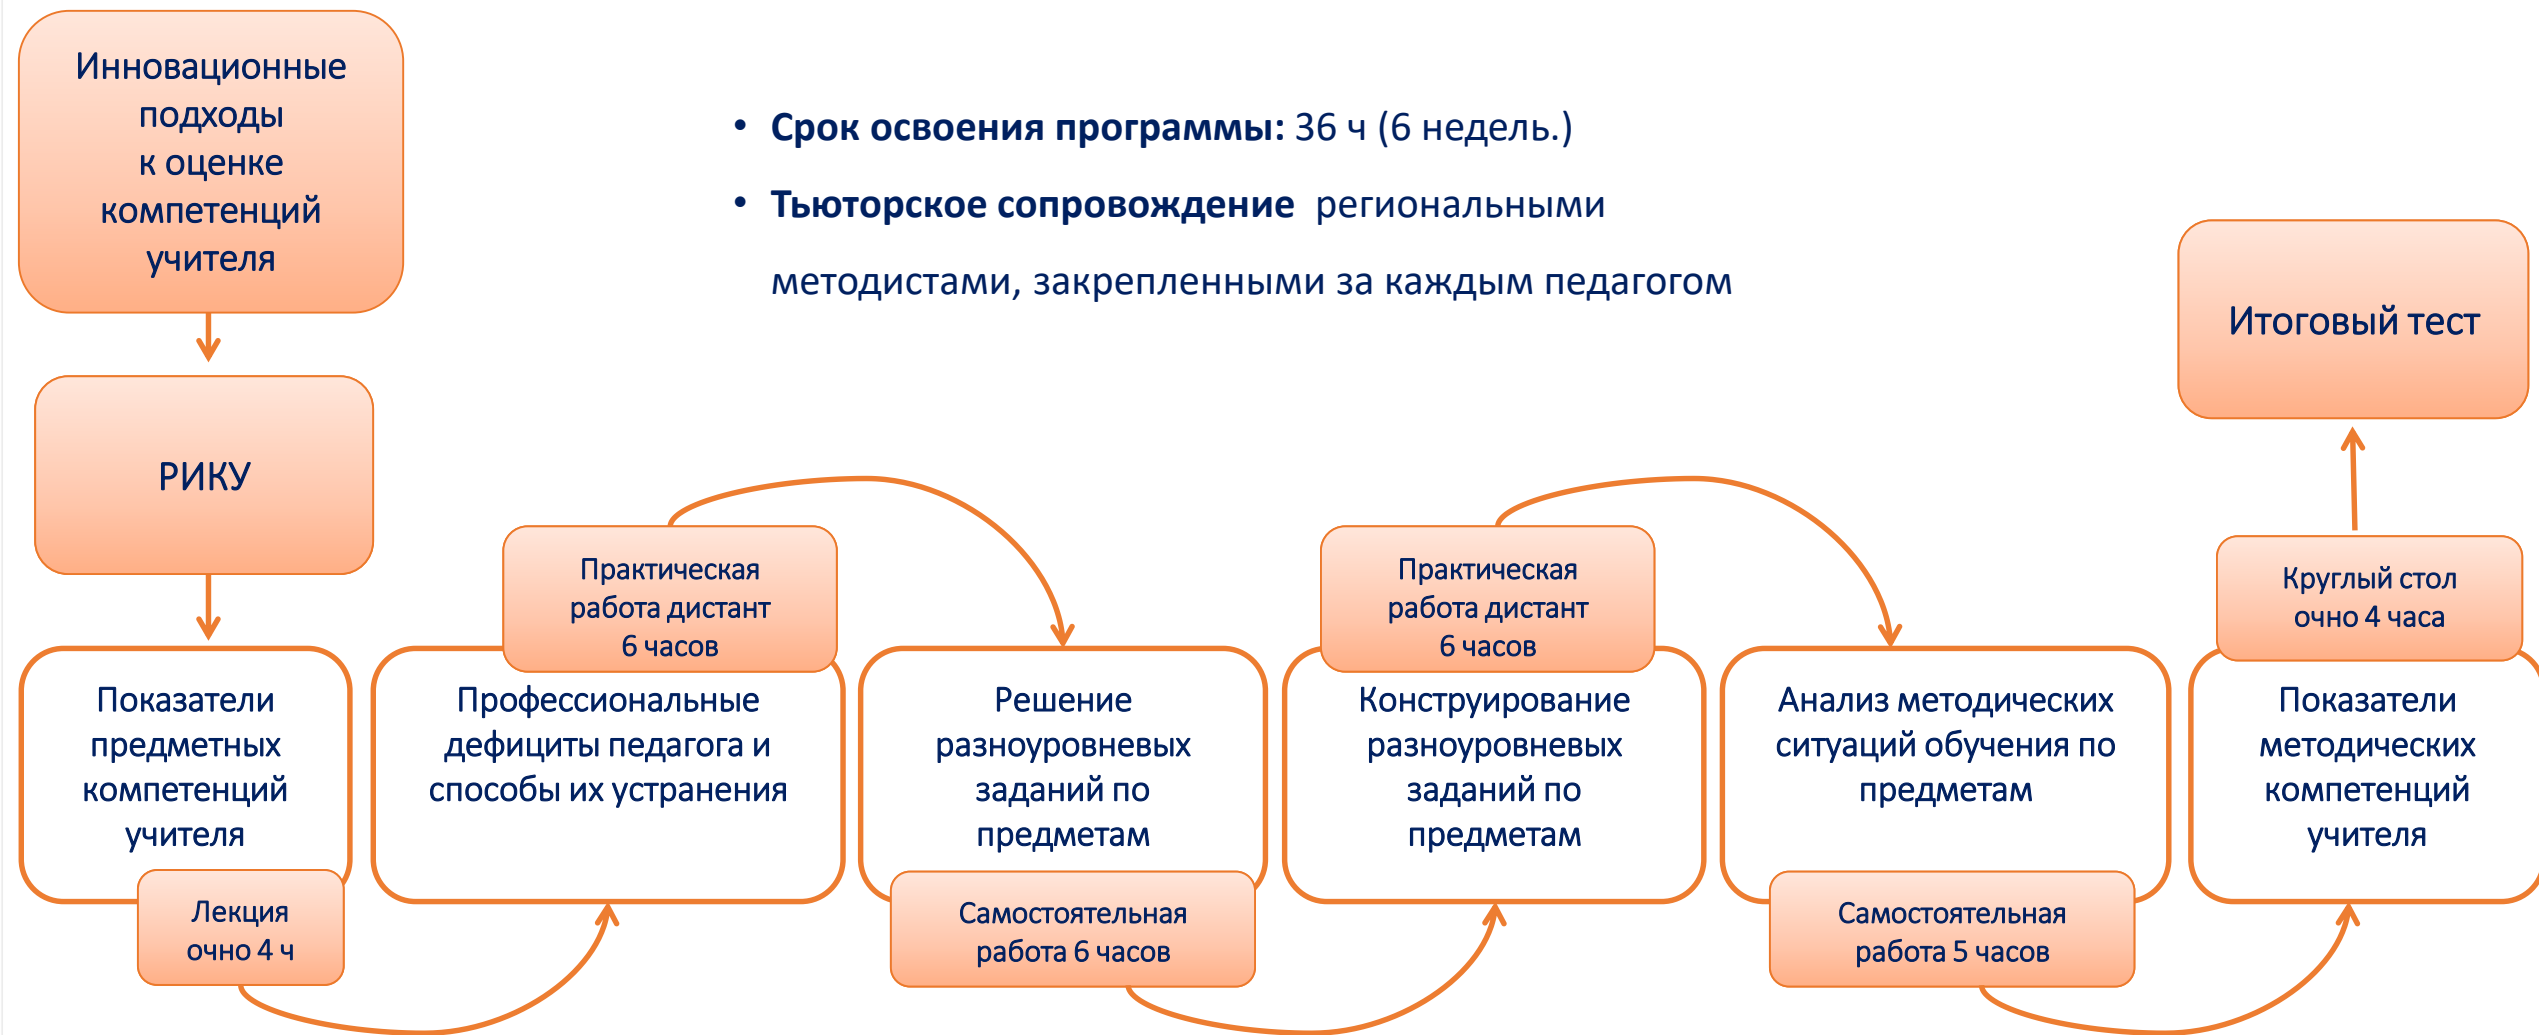 Инновационные
подходы
к оценке
компетенций
учителя
• Срок освоения программы: 36 ч (6 недель.)
• Тьюторское сопровождение региональными
методистами, закрепленными за каждым педагогом
РИКУ
Показатели
предметных
компетенций
учителя
Лекция
очно 4 ч
Практическая
работа дистант
6 часов
Профессиональные
дефициты педагога и
способы их устранения
Решение
разноуровневых
заданий по
предметам
Самостоятельная
работа 6 часов
Практическая
работа дистант
6 часов
Конструирование
разноуровневых
заданий по
предметам
Анализ методических
ситуаций обучения по
предметам
Самостоятельная
работа 5 часов
Круглый стол
очно 4 часа
Показатели
методических
компетенций
учителя
Итоговый тест